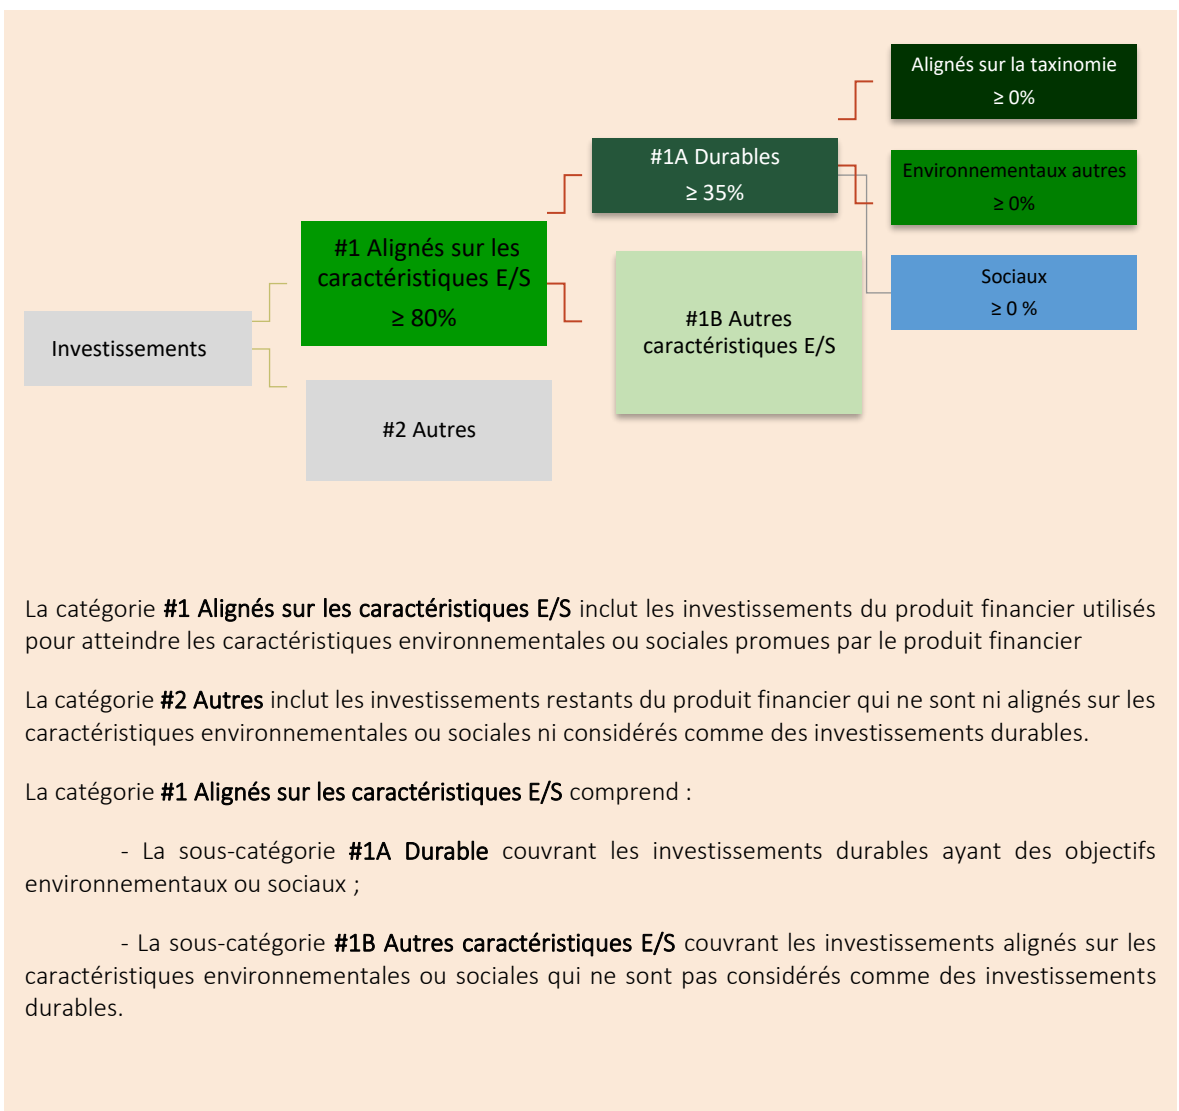 Alignés sur la taxinomie
≥ 0%
#1A Durables
≥ 35%
Environnementaux autres
≥ 0%
#1 Alignés sur les
caractéristiques E/S
≥ 80%
Sociaux
≥ 0 %
#1B Autres
caractéristiques E/S
Investissements
#2 Autres
La catégorie #1 Alignés sur les caractéristiques E/S inclut les investissements du produit financier utilisés
pour atteindre les caractéristiques environnementales ou sociales promues par le produit financier
La catégorie #2 Autres inclut les investissements restants du produit financier qui ne sont ni alignés sur les
caractéristiques environnementales ou sociales ni considérés comme des investissements durables.
La catégorie #1 Alignés sur les caractéristiques E/S comprend :
- La sous-catégorie #1A Durable couvrant les investissements durables ayant des objectifs
environnementaux ou sociaux ;
- La sous-catégorie #1B Autres caractéristiques E/S couvrant les investissements alignés sur les
caractéristiques environnementales ou sociales qui ne sont pas considérés comme des investissements
durables.